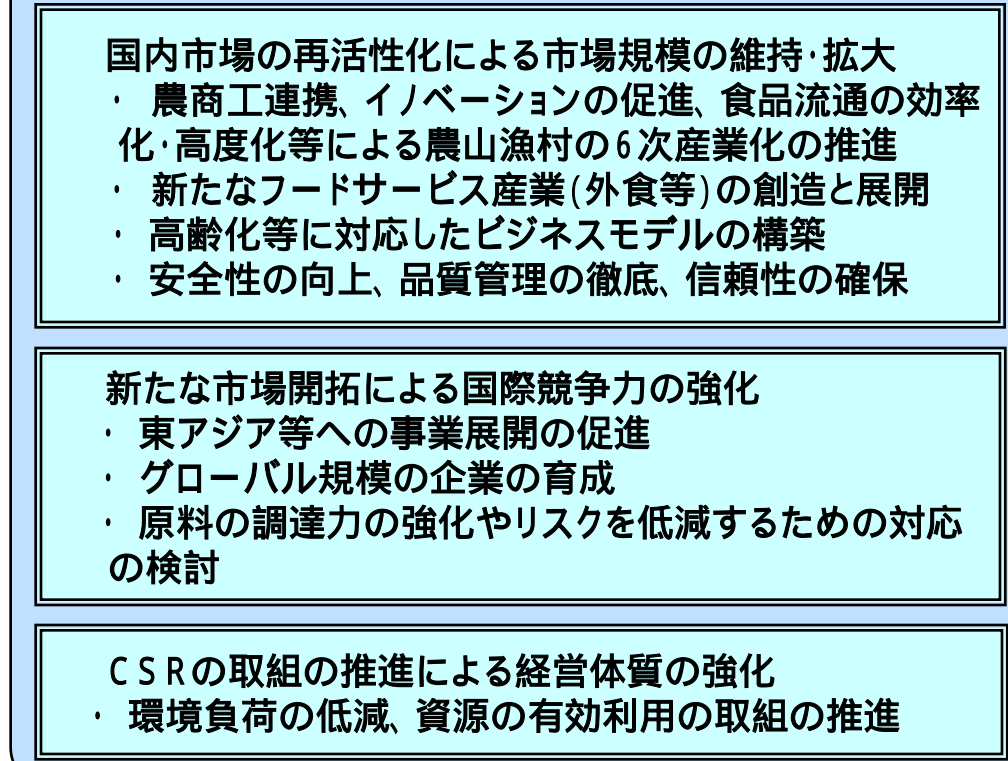 国内市場の再活性化による市場規模の維持・拡大
・ 農商工連携、イノベーションの促進、食品流通の効率
化・高度化等による農山漁村の6次産業化の推進
・ 新たなフードサービス産業(外食等)の創造と展開
・ 高齢化等に対応したビジネスモデルの構築
・ 安全性の向上、品質管理の徹底、信頼性の確保
新たな市場開拓による国際競争力の強化
・ 東アジア等への事業展開の促進
・ グローバル規模の企業の育成
・ 原料の調達力の強化やリスクを低減するための対応
の検討
CSRの取組の推進による経営体質の強化
・ 環境負荷の低減、資源の有効利用の取組の推進